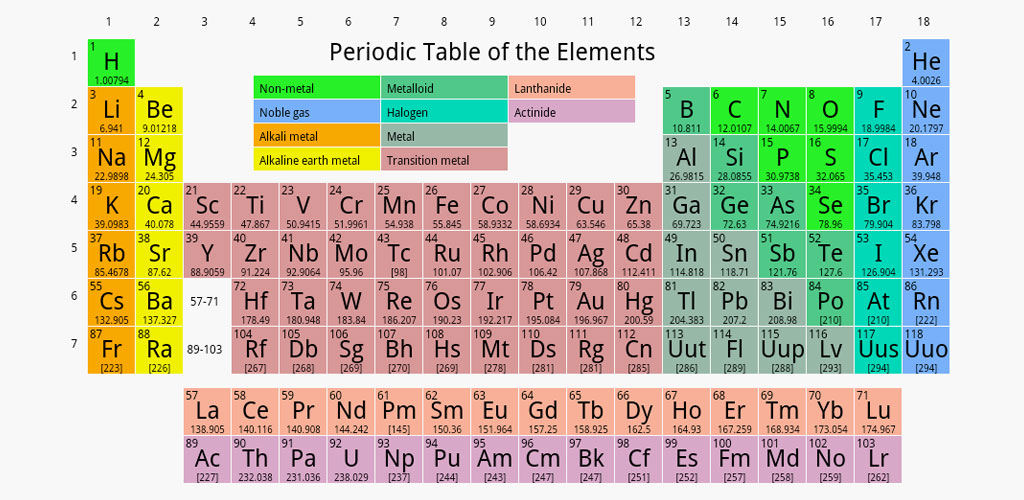 1 2 3 4 5 6 7 8 9 10 11 12 13 14 15 16 17 18
Periodic Table of the Elements
Non-metal Metalloid Lanthanide
Noble gas Halogen Actinide
Alkali metal Metal
Alkaline earth metal Transition metal
1
1 2
H He
1.00794 4.0026
2
3 4 5 6 7 8 9 10
Li Be B C N O F Ne
6.941 9.01218 10.811 12.0107 14.0067 15.9994 18.9984 20.1797
3
11 12 13 14 15 16 17 18
Na Mg Al Si P S Cl Ar
22.9898 24.305 26.9815 28.0855 30.9738 32.065 35.453 39.948
4
19 20 21 22 23 24 25 26 27 28 29 30 31 32 33 34 35 36
K Ca Sc Ti V Cr Mn Fe Co Ni Cu Zn Ga Ge As Se Br Kr
39.0983 40.078 44.9559 47.867 50.9415 51.9961 54.938 55.845 58.9332 58.6934 63.546 65.38 69.723 72.63 74.9216 78.96 79.904 83.798
5
37 38 39 40 41 42 43 44 45 46 47 48 49 50 51 52 53 54
Rb Sr Y Zr Nb Mo Tc Ru Rh Pd Ag Cd In Sn Sb Te I Xe
85.4678 87.62 88.9059 91.224 92.9064 95.96 [98] 101.07 102.906 106.42 107.868 112.411 114.818 118.71 121.76 127.6 126.904 131.293
6
55 56 57-71 72 73 74 75 76 77 78 79 80 81 82 83 84 85 86
Cs Ba Hf Ta W Re Os Ir Pt Au Hg Tl Pb Bi Po At Rn
132.905 137.327 178.49 180.948 183.84 186.207 190.23 192.217 195.084 196.967 200.59 204.383 207.2 208.98 [210] [210] [222]
7
87 88 89-103 104 105 106 107 108 109 110 111 112 113 114 115 116 117 118
Fr Ra Rf Db Sg Bh Hs Mt Ds Rg Cn Uut Fl Uup Lv Uus Uuo
[223] [226] [267] [268] [269] [270] [269] [278] [281] [281] [285] [286] [289] [288] [293] [294] [294]
57 58 59 60 61 62 63 64 65 66 67 68 69 70 71
La Ce Pr Nd Pm Sm Eu Gd Tb Dy Ho Er Tm Yb Lu
138.905 140.116 140.908 144.242 [145] 150.36 151.964 157.25 158.925 162.5 164.93 167.259 168.934 173.054 174.967
89 90 91 92 93 94 95 96 97 98 99 100 101 102 103
Ac Th Pa U Np Pu Am Cm Bk Cf Es Fm Md No Lr
[227] 232.038 231.036 238.029 [237] [244] [243] [247] [247] [251] [252] [257] [258] [259] [262]